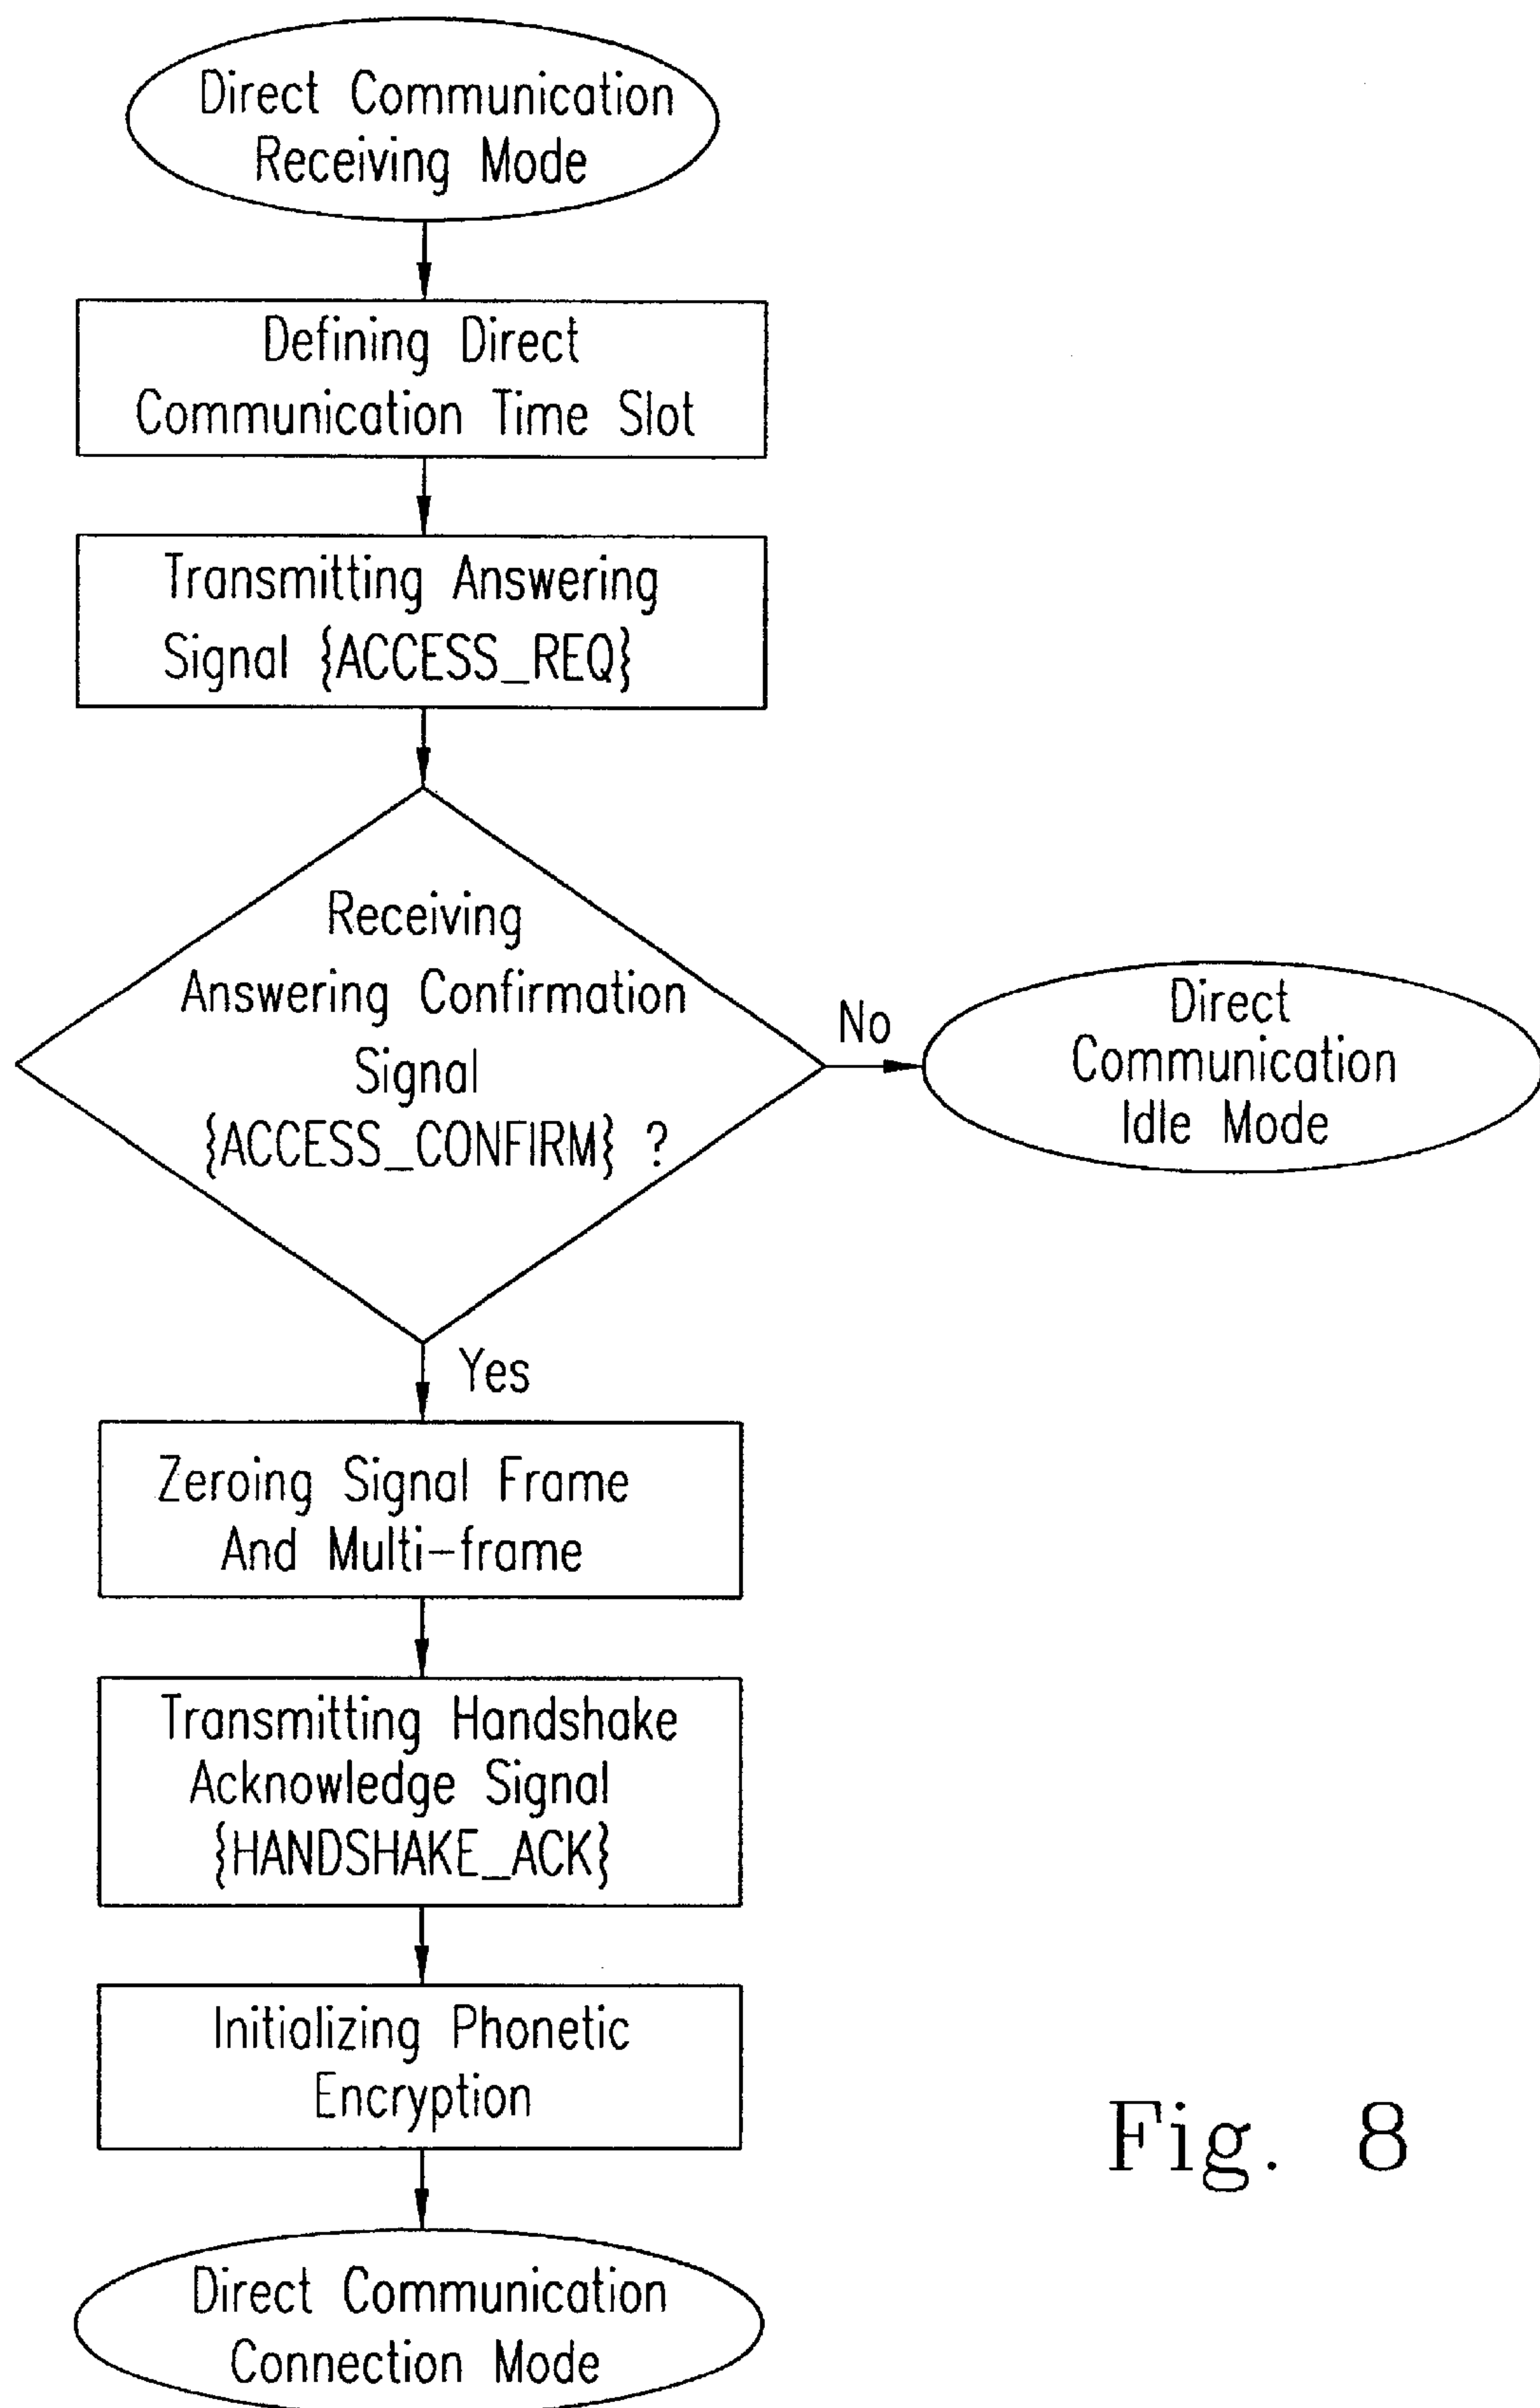 Direct Communication
Receiving Mode
Defining Direct
Communication Time Slot
Transmitting Answering
Signal {ACCESS_REQ}
Receiving
Answering Confirmation
Signal
{ACCESS_CONFIRM} ?
No
Direct
Communication
Idle Mode
Yes
Zeroing Signal Frame
And Multi-frame
Transmitting Handshake
Acknowledge Signal
{HANDSHAKE_ACK}
Initializing Phonetic
Encryption
Direct Communication
Connection Mode
Fig. 8